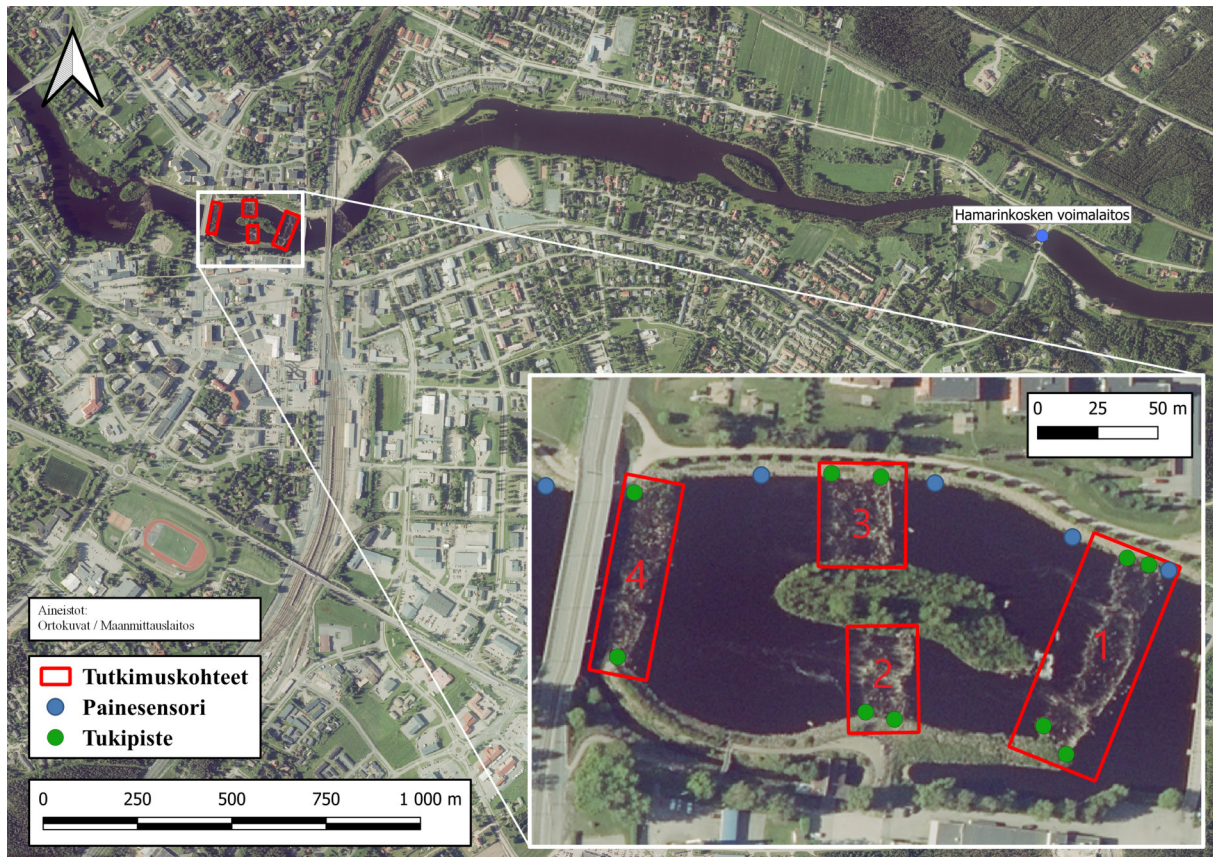 Hamarinkosken voimalaitos
0 25 50 m
3
4
1
2
Aineistot:
Ortokuvat / Maanmittauslaitos
Tutkimuskohteet
Painesensori
Tukipiste
0 250 500 750 1 000 m